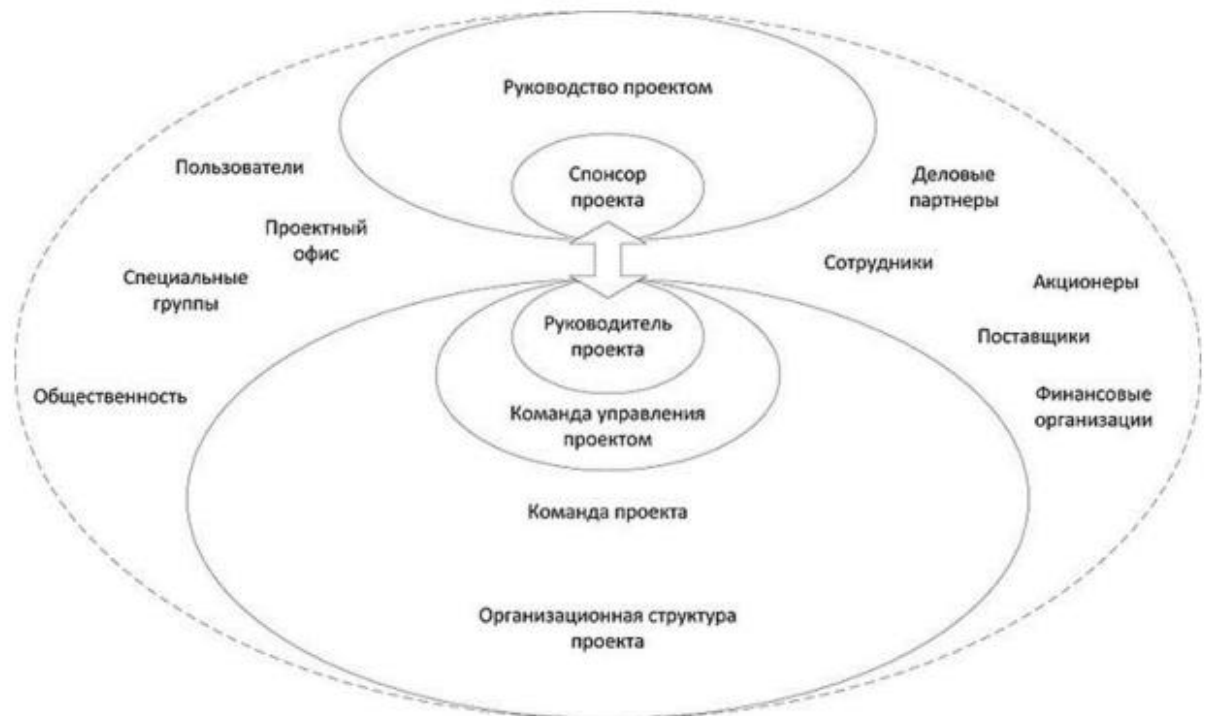 Руководство проектом
Пользователи
Спонсор
проекта
Деловые
партнеры
Проектный
офис
Сотрудники
Специальные
группы
Акционеры
Руководитель
проекта
Поставщики
Общественность
Финансовые
организации
Команда управления
проектом
Команда проекта
Организационная структура
проекта